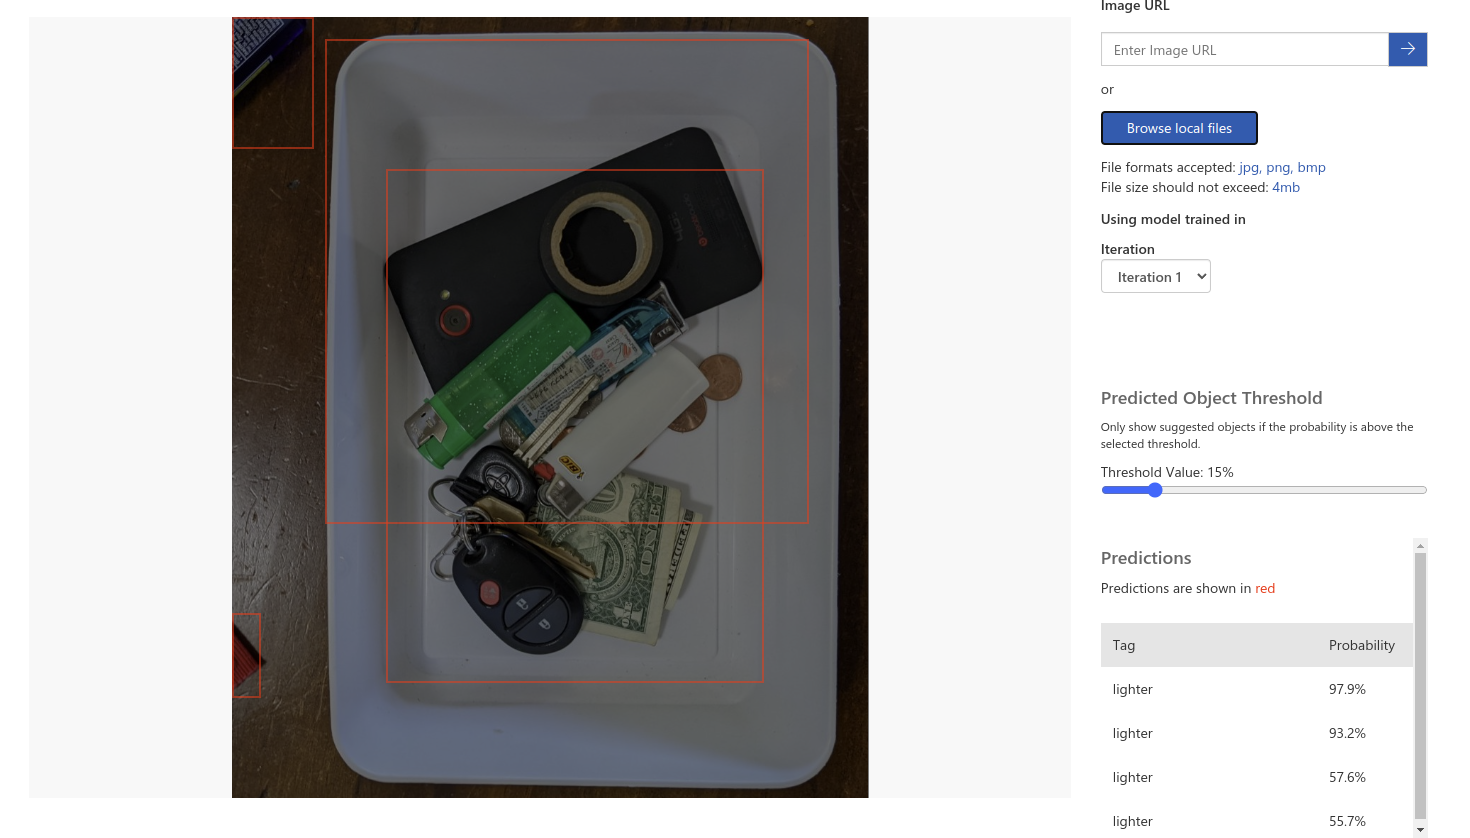 Image URL
Enter Image URL
or
Browse local files
File formats accepted: jpg, png, bmp
File size should not exceed: 4mb
Using model trained in
Iteration
Iteration 1
Predicted Object Threshold
Only show suggested objects if the probability is above the
selected threshold.
Threshold Value: 15%
Predictions
Predictions are shown in red
Tag Probability
lighter 97.9%
lighter 93.2%
lighter 57.6%
lighter 55.7%
BIC
ONE